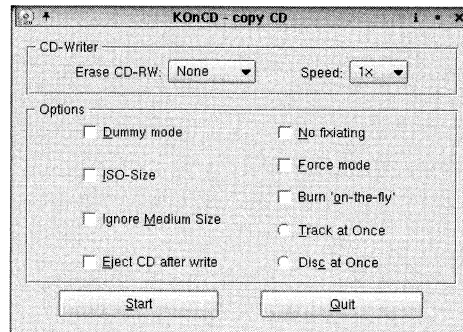 KOnCD - copy CD
CD-Writer
Erase CD-RW: None Speed: 1x
Options
Dummy mode
ISO-Size
Ignore Medium Size
Eject CD after write
No fixiating
Force mode
Burn 'on-the-fly'
Track at Once
Disc at Once
Start Quit